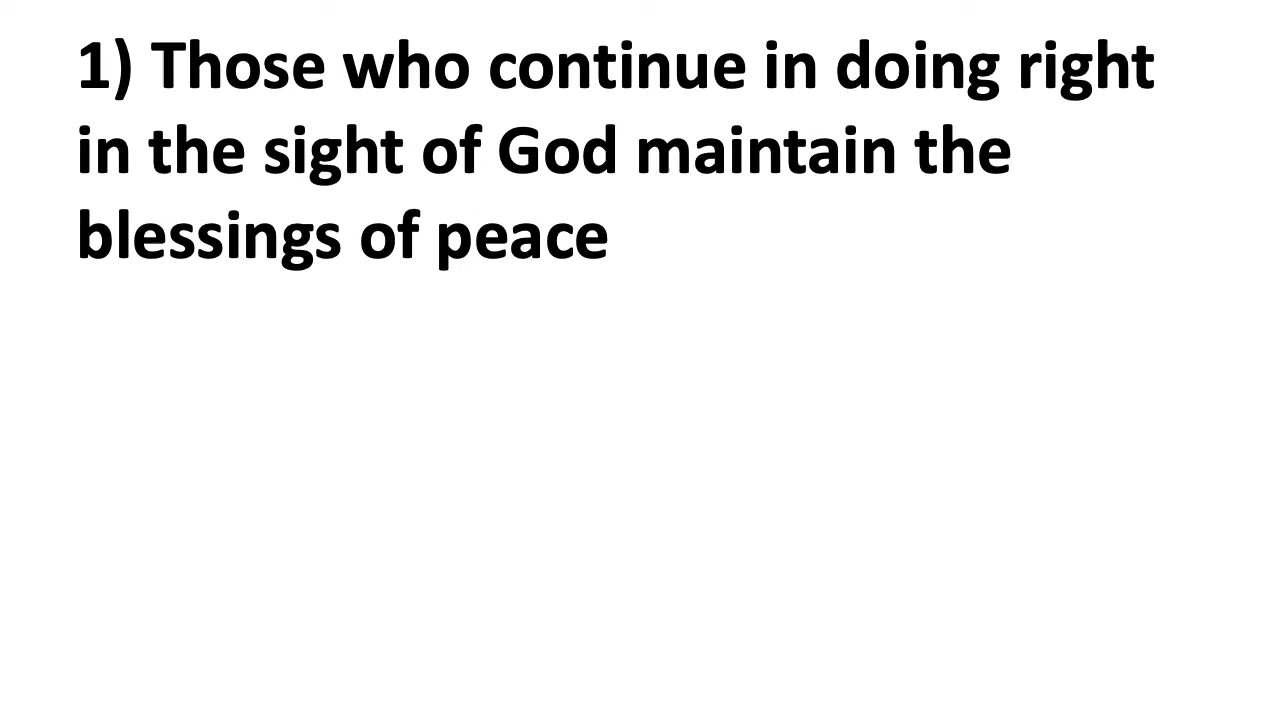 1) Those who continue in doing right
in the sight of God maintain the
blessings of peace